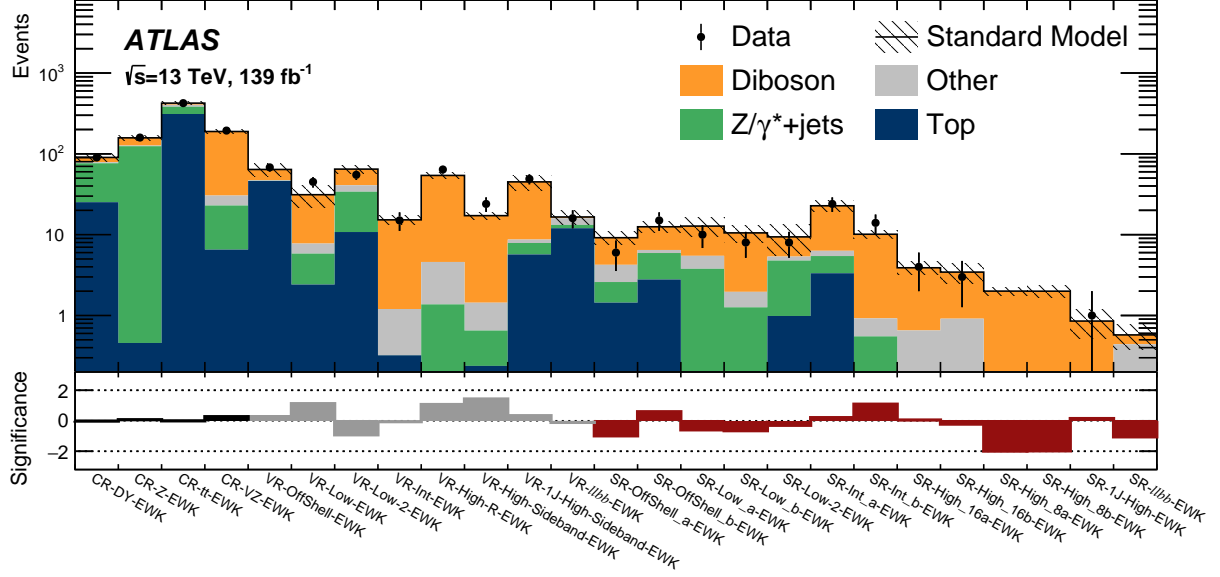 Events
ATLAS
√s=13 TeV, 139 fb⁻¹
Data
Standard Model
Diboson
Other
Z/γ*+jets
Top
10³
10²
10
1
Significance
2
0
−2
CR-DY-EWK
CR-Z-EWK
CR-tt-EWK
CR-VZ-EWK
VR-OffShell-EWK
VR-Low-EWK
VR-Low-2-EWK
VR-Int-EWK
VR-High-R-EWK
VR-High-Sideband-EWK
VR-1J-High-Sideband-EWK
VR-llbb-EWK
SR-OffShell_a-EWK
SR-OffShell_b-EWK
SR-Low_a-EWK
SR-Low_b-EWK
SR-Low-2-EWK
SR-Int_a-EWK
SR-Int_b-EWK
SR-High_16a-EWK
SR-High_16b-EWK
SR-High_8a-EWK
SR-High_8b-EWK
SR-1J-High-EWK
SR-llbb-EWK